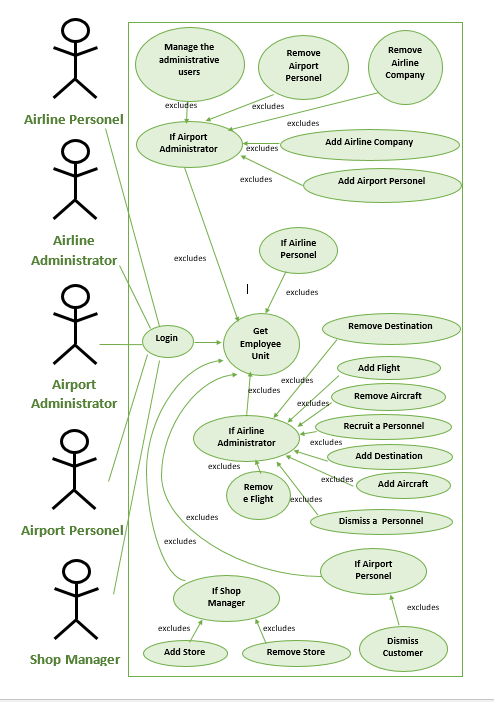 Manage the
administrative
users
Remove
Airport
Personel
Remove
Airline
Company
excludes
excludes
excludes
Airline Personel
If Airport
Administrator
excludes
Add Airline Company
excludes
Add Airport Personel
Airline
Administrator
excludes
If Airline
Personel
excludes
Login
Get
Employee
Unit
Remove Destination
Add Flight
excludes
excludes
Remove Aircraft
excludes
Airport
Administrator
If Airline
Administrator
Recruit a Personnel
excludes
Add Destination
excludes
excludes
Add Aircraft
Remov
e Flight
excludes
Dismiss a  Personnel
excludes
Airport Personel
excludes
If Airport
Personel
If Shop
Manager
excludes
excludes
excludes
Add Store
Remove Store
Dismiss
Customer
Shop Manager